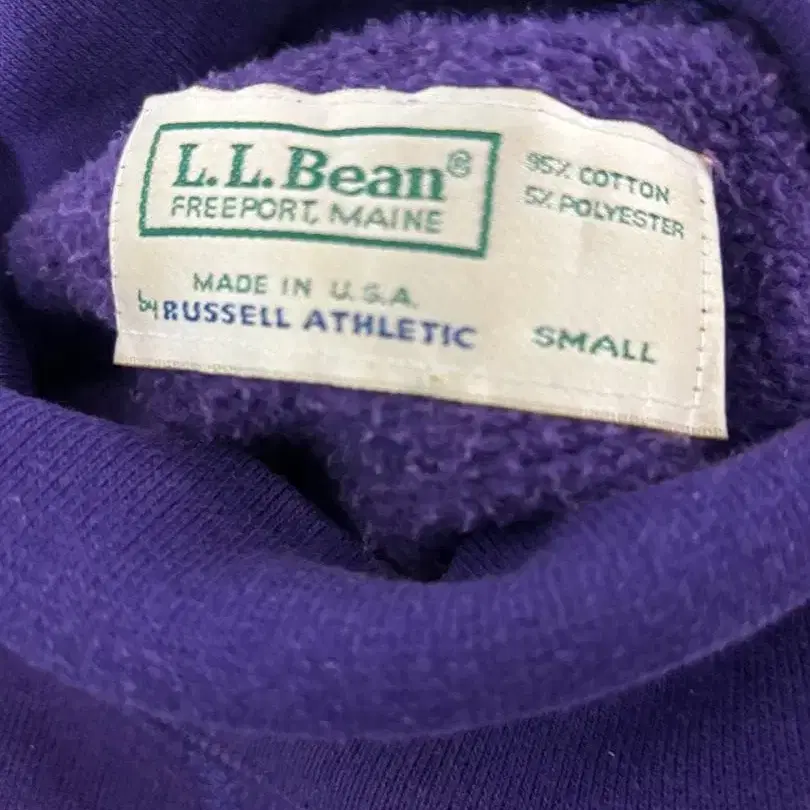 L.L.Bean®
FREEPORT, MAINE
95% COTTON
5% POLYESTER
MADE IN U.S.A.
by RUSSELL ATHLETIC
SMALL